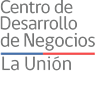 Centro de
Desarrollo
de Negocios
La Unión